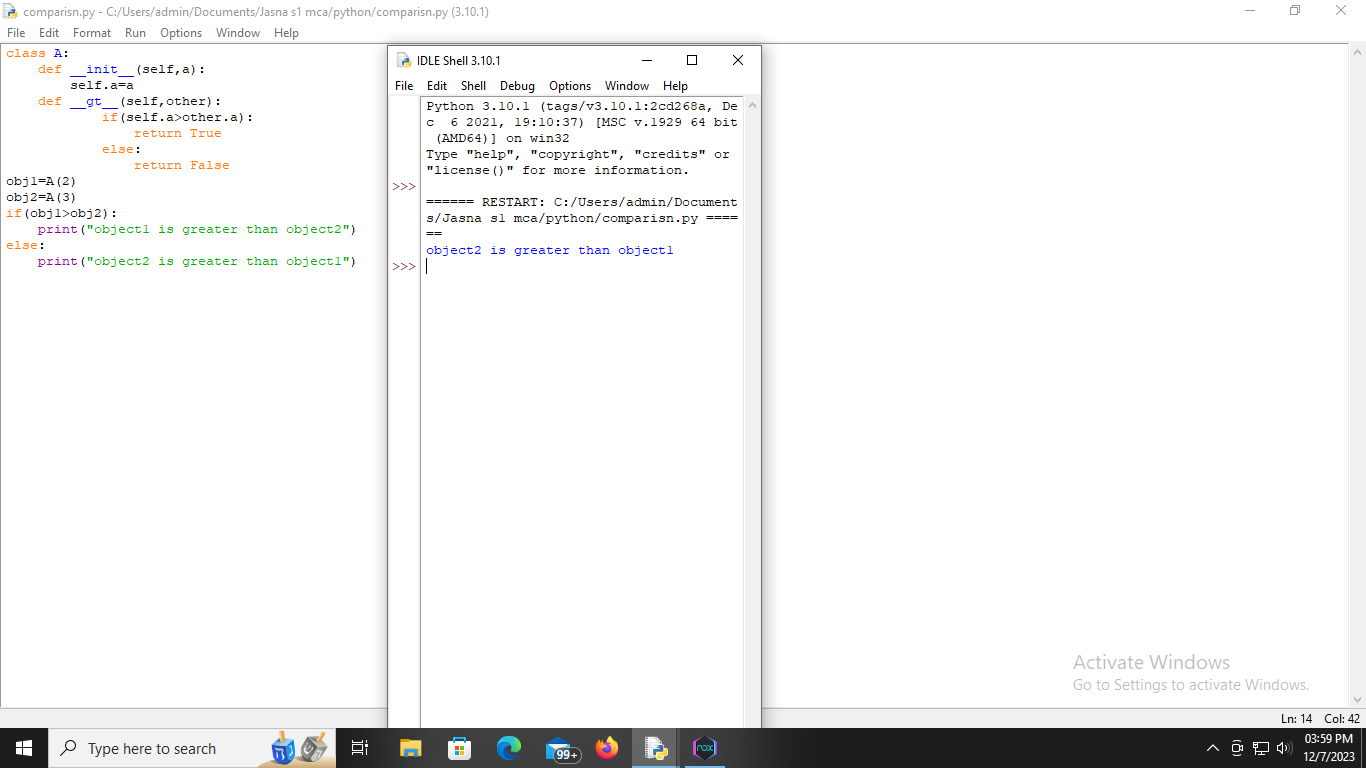 comparisn.py - C:/Users/admin/Documents/Jasna s1 mca/python/comparisn.py (3.10.1)
File Edit Format Run Options Window Help
class A:
    def __init__(self,a):
        self.a=a
    def __gt__(self,other):
            if(self.a>other.a):
                return True
            else:
                return False
obj1=A(2)
obj2=A(3)
if(obj1>obj2):
    print("object1 is greater than object2")
else:
    print("object2 is greater than object1")
IDLE Shell 3.10.1
File Edit Shell Debug Options Window Help
Python 3.10.1 (tags/v3.10.1:2cd268a, De
c  6 2021, 19:10:37) [MSC v.1929 64 bit
 (AMD64)] on win32
Type "help", "copyright", "credits" or
"license()" for more information.
>>>
====== RESTART: C:/Users/admin/Document
s/Jasna s1 mca/python/comparisn.py ====
==
object2 is greater than object1
>>>
Activate Windows
Go to Settings to activate Windows.
Ln: 14 Col: 42
Type here to search
99+
nox
03:59 PM
12/7/2023